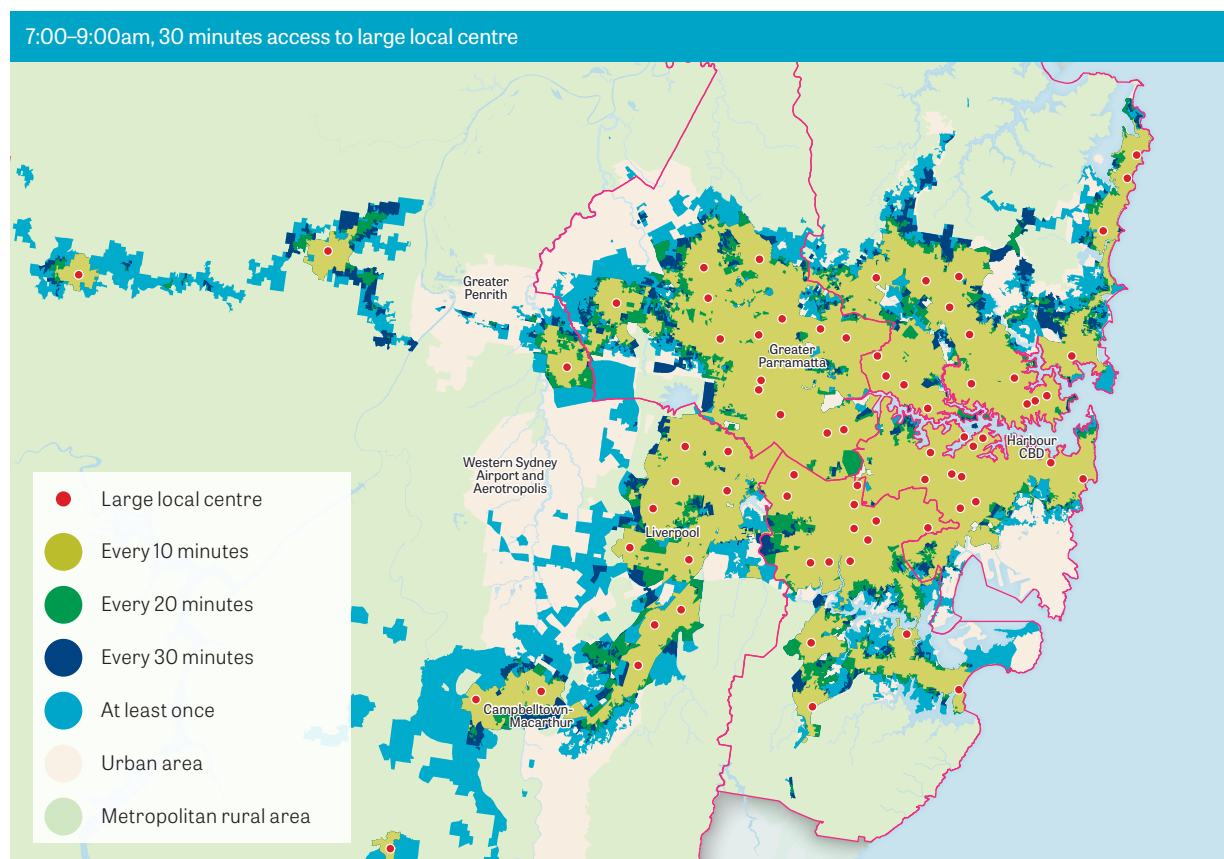 7:00–9:00am, 30 minutes access to large local centre
Greater
Penrith
Greater
Parramatta
Harbour
CBD
Western Sydney
Airport and
Aerotropolis
Liverpool
Campbelltown-
Macarthur
Large local centre
Every 10 minutes
Every 20 minutes
Every 30 minutes
At least once
Urban area
Metropolitan rural area